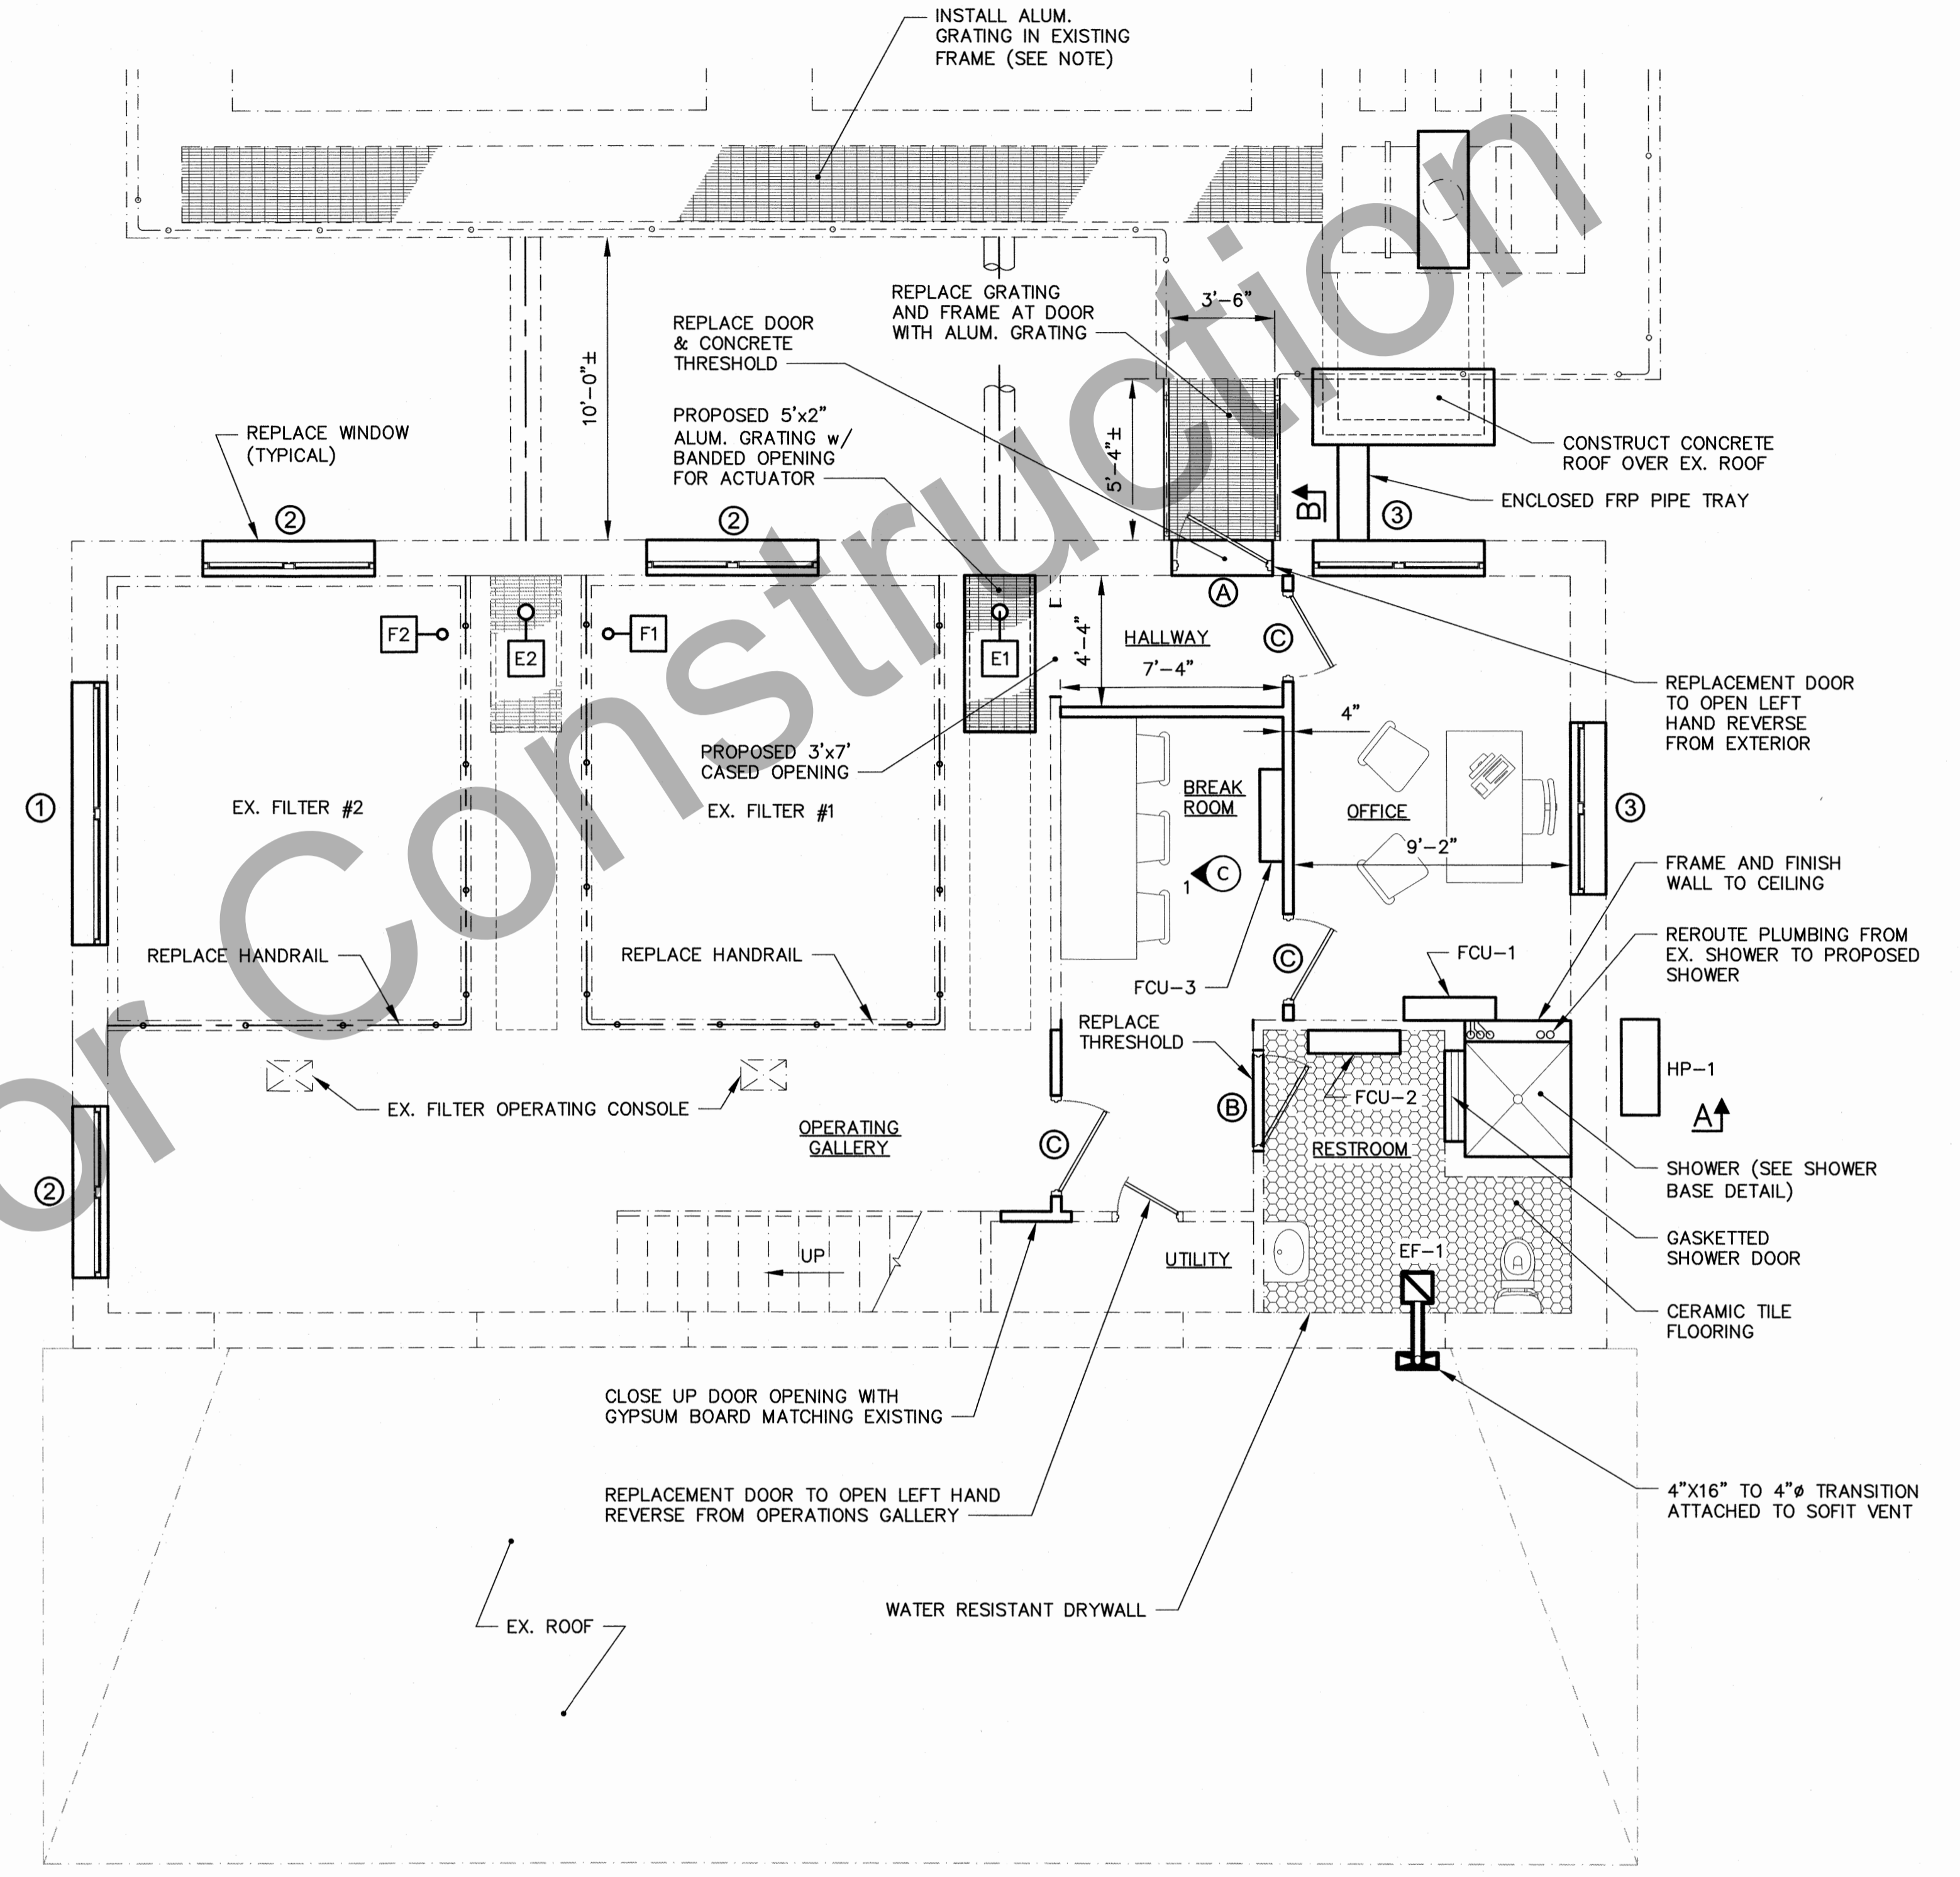 INSTALL ALUM.
GRATING IN EXISTING
FRAME (SEE NOTE)
REPLACE GRATING
AND FRAME AT DOOR
WITH ALUM. GRATING
3'-6"
REPLACE DOOR
& CONCRETE
THRESHOLD
10'-0"±
PROPOSED 5'x2"
ALUM. GRATING w/
BANDED OPENING
FOR ACTUATOR
5'-4"±
REPLACE WINDOW
(TYPICAL)
CONSTRUCT CONCRETE
ROOF OVER EX. ROOF
ENCLOSED FRP PIPE TRAY
B
3
2
2
A
F2
E2
F1
E1
HALLWAY
7'-4"
4'-4"
C
REPLACEMENT DOOR
TO OPEN LEFT
HAND REVERSE
FROM EXTERIOR
4"
PROPOSED 3'x7'
CASED OPENING
BREAK
ROOM
OFFICE
9'-2"
1
EX. FILTER #2
EX. FILTER #1
3
1 C
FRAME AND FINISH
WALL TO CEILING
REPLACE HANDRAIL
REPLACE HANDRAIL
FCU-3
C
FCU-1
REROUTE PLUMBING FROM
EX. SHOWER TO PROPOSED
SHOWER
REPLACE
THRESHOLD
HP-1
A
EX. FILTER OPERATING CONSOLE
B
FCU-2
OPERATING
GALLERY
C
RESTROOM
SHOWER (SEE SHOWER
BASE DETAIL)
2
UP
UTILITY
EF-1
GASKETTED
SHOWER DOOR
CERAMIC TILE
FLOORING
CLOSE UP DOOR OPENING WITH
GYPSUM BOARD MATCHING EXISTING
REPLACEMENT DOOR TO OPEN LEFT HAND
REVERSE FROM OPERATIONS GALLERY
4"X16" TO 4"ø TRANSITION
ATTACHED TO SOFIT VENT
WATER RESISTANT DRYWALL
EX. ROOF
or Construction